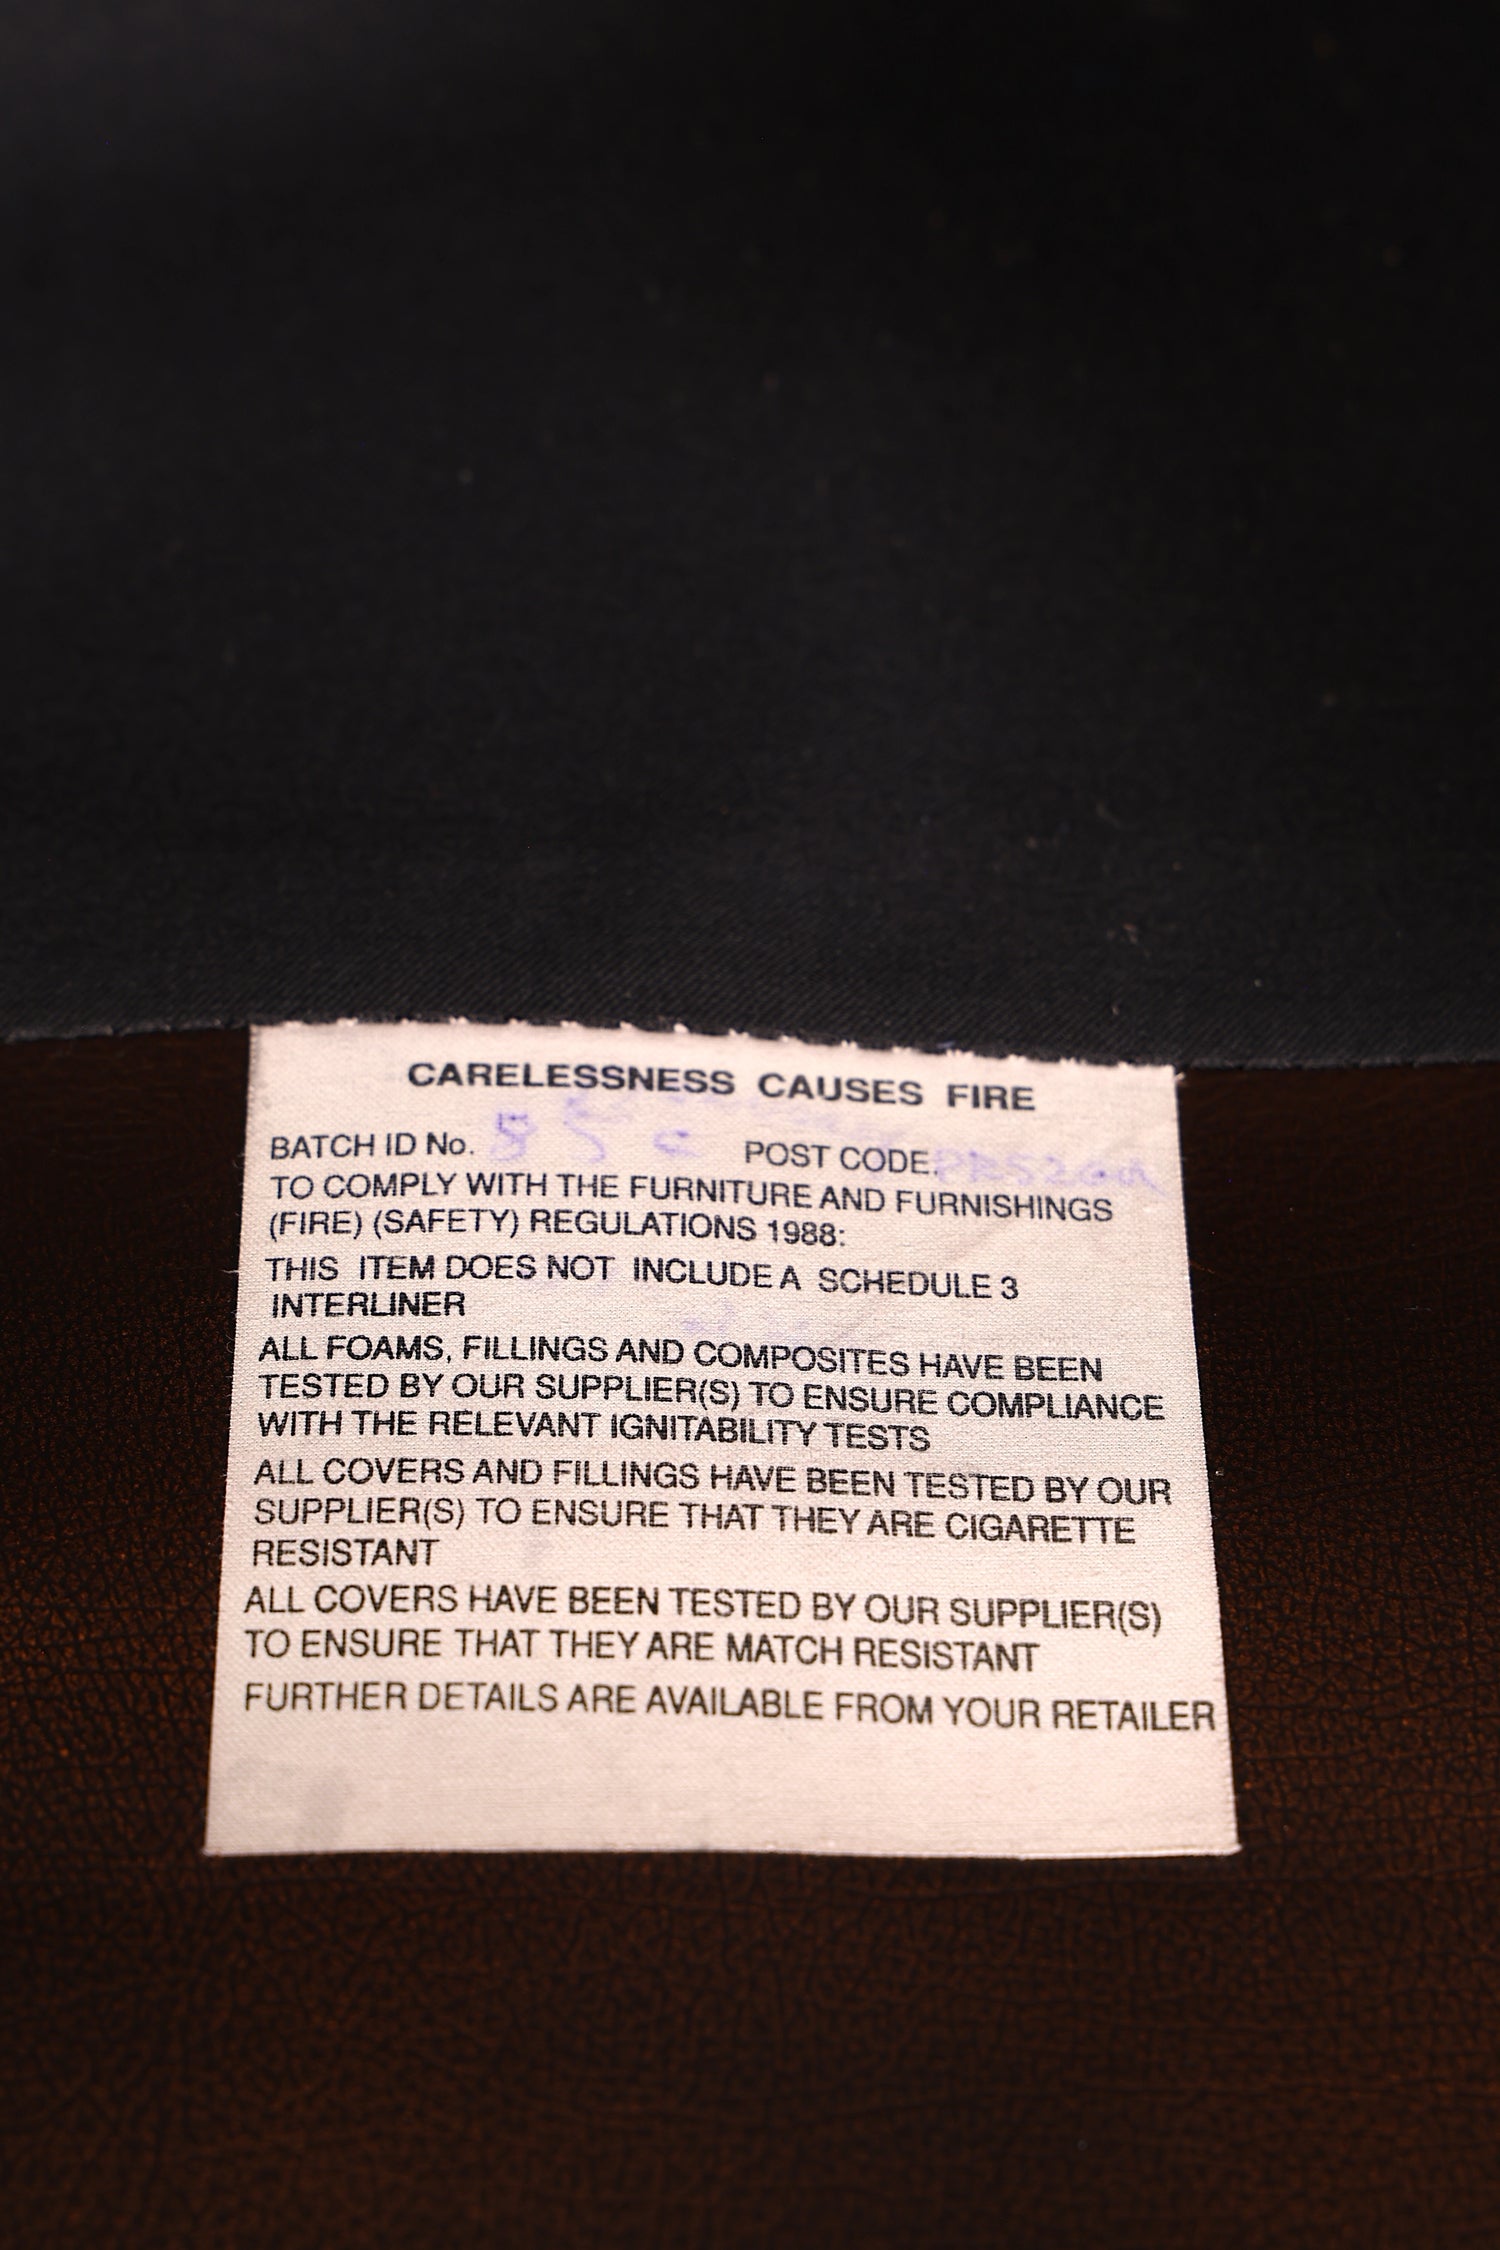 CARELESSNESS CAUSES FIRE
BATCH ID No. POST CODE.
TO COMPLY WITH THE FURNITURE AND FURNISHINGS
(FIRE) (SAFETY) REGULATIONS 1988:
THIS ITEM DOES NOT INCLUDE A SCHEDULE 3
INTERLINER
ALL FOAMS, FILLINGS AND COMPOSITES HAVE BEEN
TESTED BY OUR SUPPLIER(S) TO ENSURE COMPLIANCE
WITH THE RELEVANT IGNITABILITY TESTS
ALL COVERS AND FILLINGS HAVE BEEN TESTED BY OUR
SUPPLIER(S) TO ENSURE THAT THEY ARE CIGARETTE
RESISTANT
ALL COVERS HAVE BEEN TESTED BY OUR SUPPLIER(S)
TO ENSURE THAT THEY ARE MATCH RESISTANT
FURTHER DETAILS ARE AVAILABLE FROM YOUR RETAILER